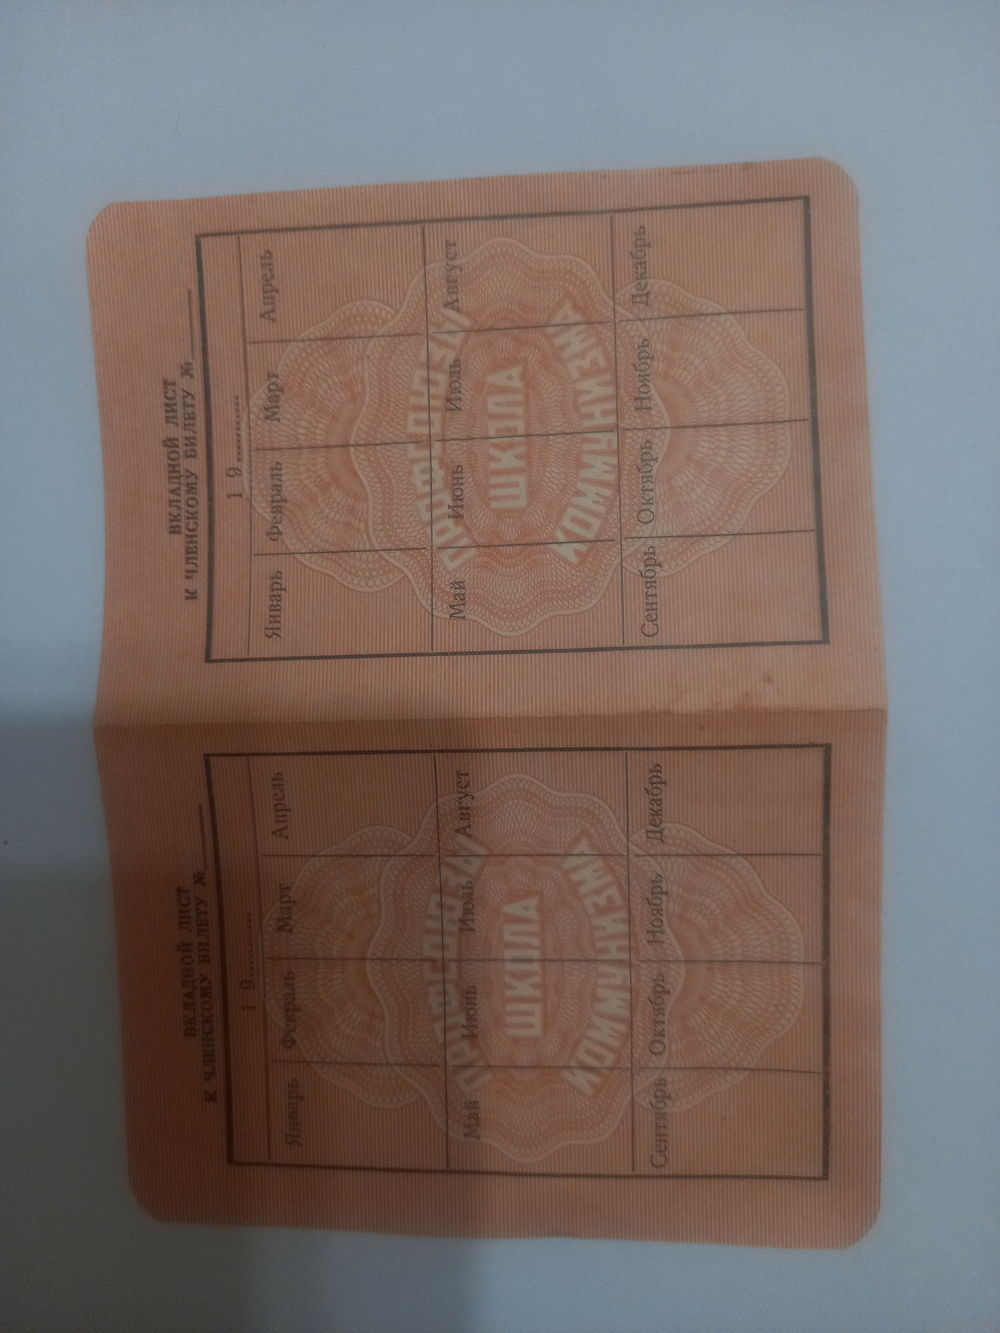 ВКЛАДНОЙ ЛИСТ
К ЧЛЕНСКОМУ БИЛЕТУ №
19
Январь Февраль Март Апрель
Май Июнь Июль Август
Сентябрь Октябрь Ноябрь Декабрь
ПРОФСОЮЗЫ
ШКОЛА
КОММУНИЗМА
ВКЛАДНОЙ ЛИСТ
К ЧЛЕНСКОМУ БИЛЕТУ №
19
Январь Февраль Март Апрель
Май Июнь Июль Август
Сентябрь Октябрь Ноябрь Декабрь
ПРОФСОЮЗЫ
ШКОЛА
КОММУНИЗМА